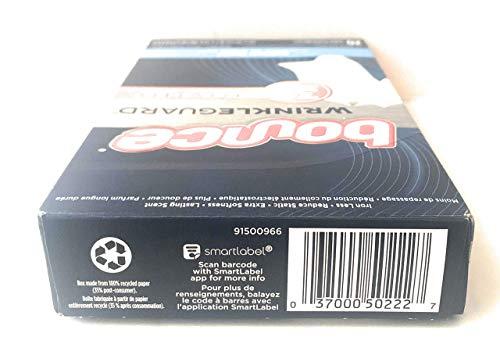 bounce
WRINKLEGUARD
Iron Less • Reduce Static • Extra Softness • Lasting Scent
Moins de repassage • Réduction du collement électrostatique • Plus de douceur • Parfum longue durée
91500966
smartlabel®
Scan barcode
with SmartLabel
app for more info
Pour plus de
renseignements, balayez
le code à barres avec
l'application SmartLabel
Box made from 100% recycled paper
(35% post-consumer).
Boîte fabriquée à partir de papier
entièrement recyclé (35 % après consommation).
0 37000 50222 7